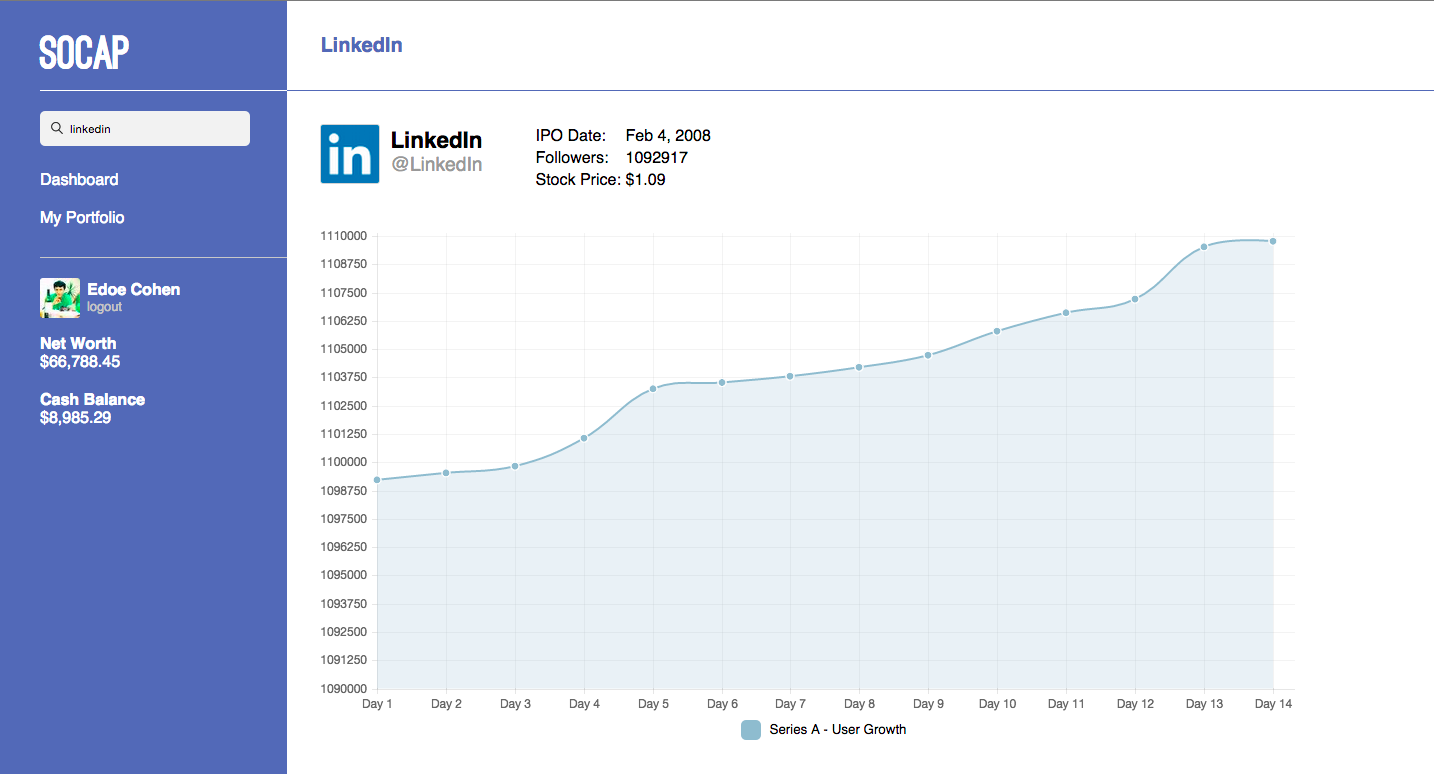 SOCAP
linkedin
Dashboard
My Portfolio
Edoe Cohen
logout
Net Worth
$66,788.45
Cash Balance
$8,985.29
LinkedIn
in
LinkedIn
@LinkedIn
IPO Date: Feb 4, 2008
Followers: 1092917
Stock Price: $1.09
1110000
1108750
1107500
1106250
1105000
1103750
1102500
1101250
1100000
1098750
1097500
1096250
1095000
1093750
1092500
1091250
1090000
Day 1 Day 2 Day 3 Day 4 Day 5 Day 6 Day 7 Day 8 Day 9 Day 10 Day 11 Day 12 Day 13 Day 14
Series A - User Growth